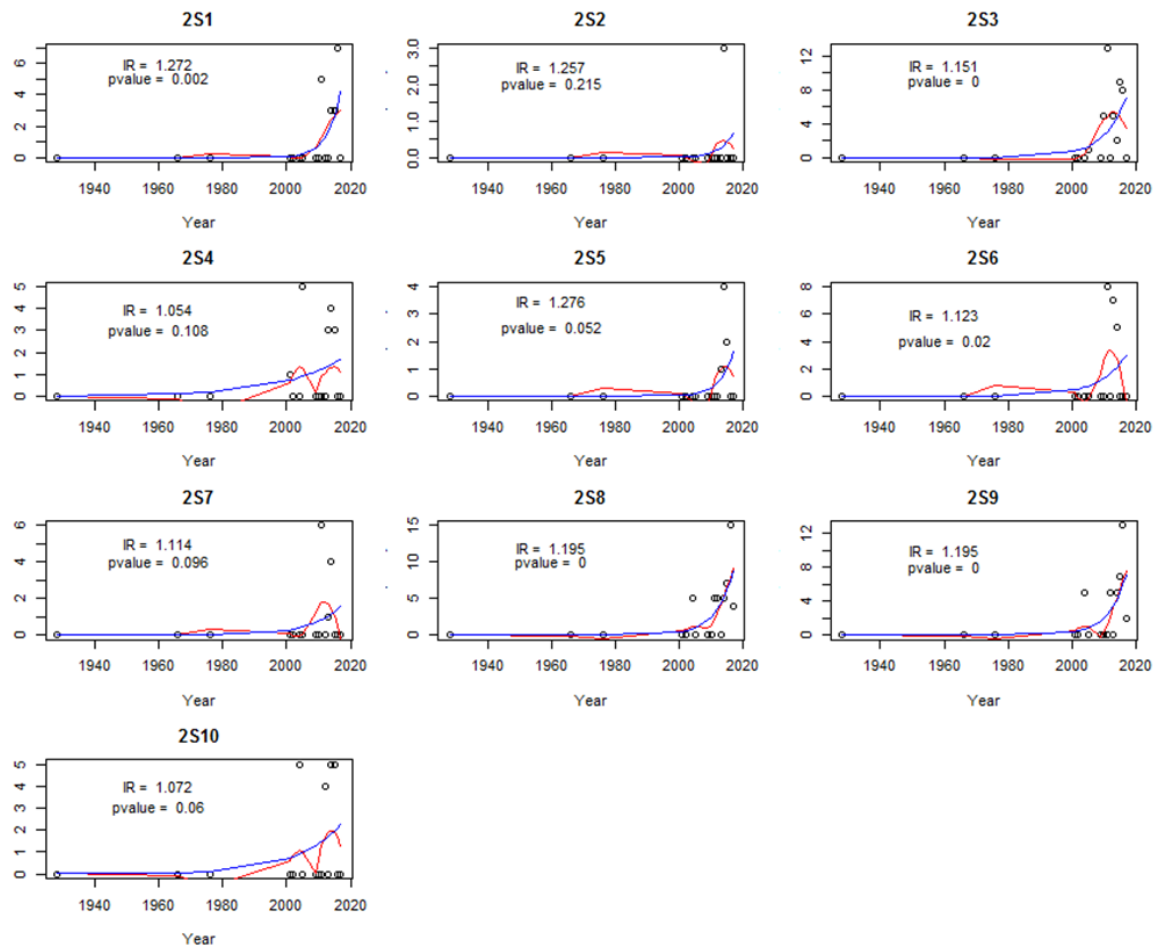 2S1
2S2
2S3
IR = 1.272
pvalue = 0.002
IR = 1.257
pvalue = 0.215
IR = 1.151
pvalue = 0
0 1 2 3 4 5 6
0.0 1.0 2.0 3.0
0 4 8 12
1940 1960 1980 2000 2020
1940 1960 1980 2000 2020
1940 1960 1980 2000 2020
Year
Year
Year
2S4
2S5
2S6
IR = 1.054
pvalue = 0.108
IR = 1.276
pvalue = 0.052
IR = 1.123
pvalue = 0.02
0 1 2 3 4 5
0 1 2 3 4
0 2 4 6 8
1940 1960 1980 2000 2020
1940 1960 1980 2000 2020
1940 1960 1980 2000 2020
Year
Year
Year
2S7
2S8
2S9
IR = 1.114
pvalue = 0.096
IR = 1.195
pvalue = 0
IR = 1.195
pvalue = 0
0 1 2 3 4 5 6
0 5 10 15
0 4 8 12
1940 1960 1980 2000 2020
1940 1960 1980 2000 2020
1940 1960 1980 2000 2020
Year
Year
Year
2S10
IR = 1.072
pvalue = 0.06
0 1 2 3 4 5
1940 1960 1980 2000 2020
Year